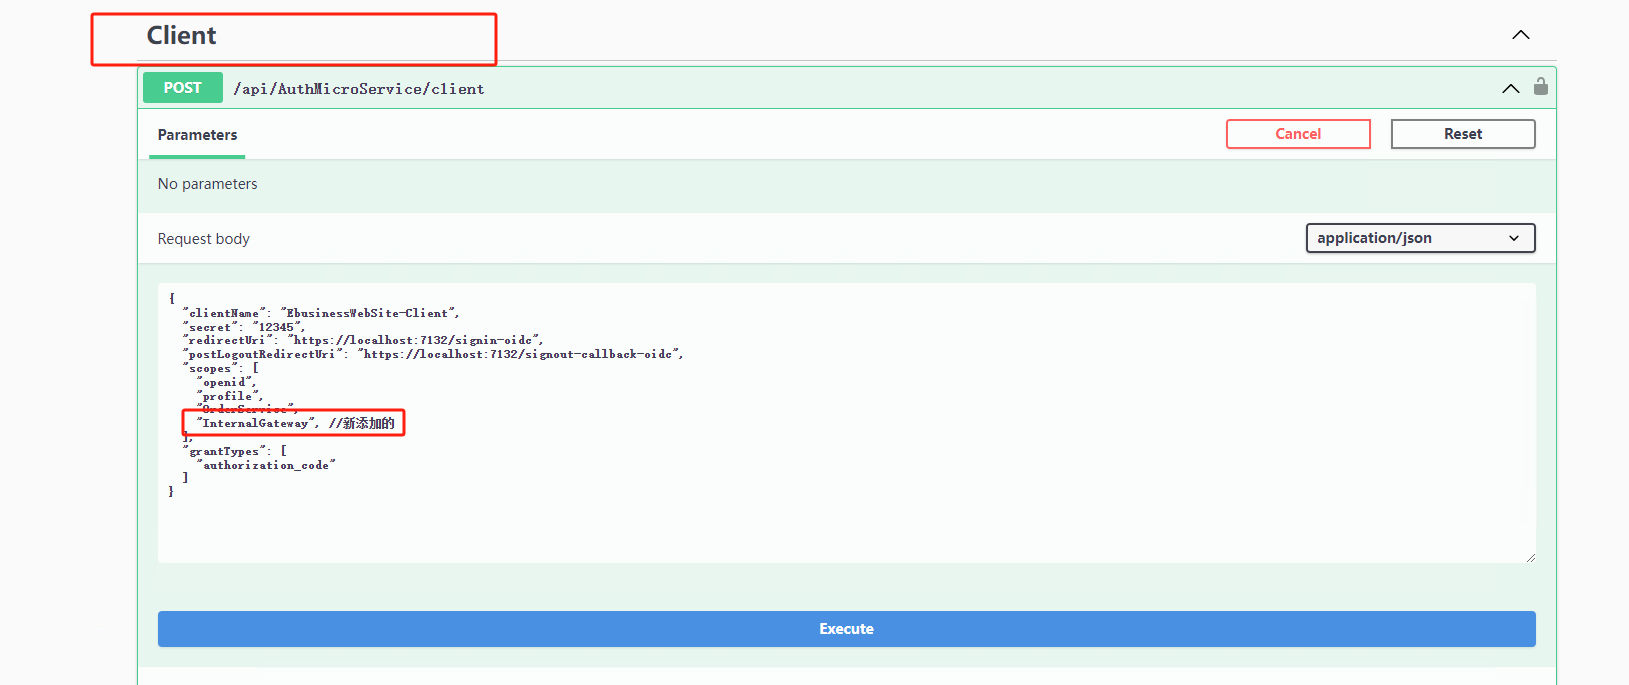 Client
POST /api/AuthMicroService/client
Parameters Cancel Reset
No parameters
Request body application/json
{
"clientName": "EbusinessWebSite-Client",
"secret": "12345",
"redirectUri": "https://localhost:7132/signin-oidc",
"postLogoutRedirectUri": "https://localhost:7132/signout-callback-oidc",
"scopes": [
"openid",
"profile",
"OrderService",
"InternalGateway", //新添加的
],
"grantTypes": [
"authorization_code"
]
}
Execute